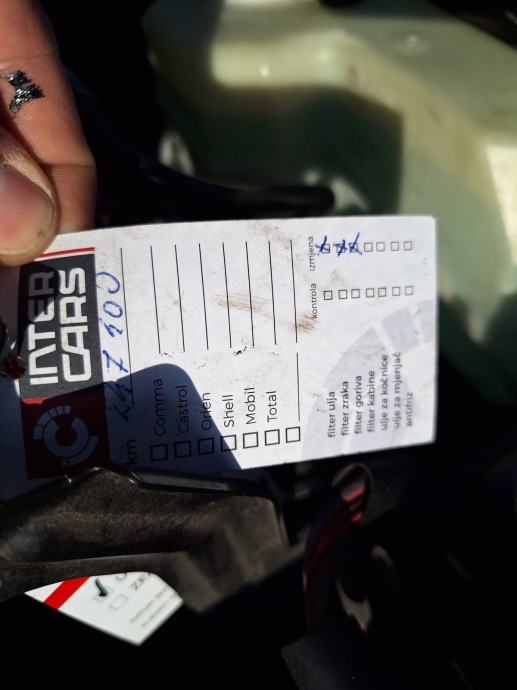 INTER
CARS
km 247 400
Comma
Castrol
Orlen
Shell
Mobil
Total
kontrola izmjena
filter ulja
filter zraka
filter goriva
filter kabine
ulje za kočnice
ulje za mjenjač
antifriz